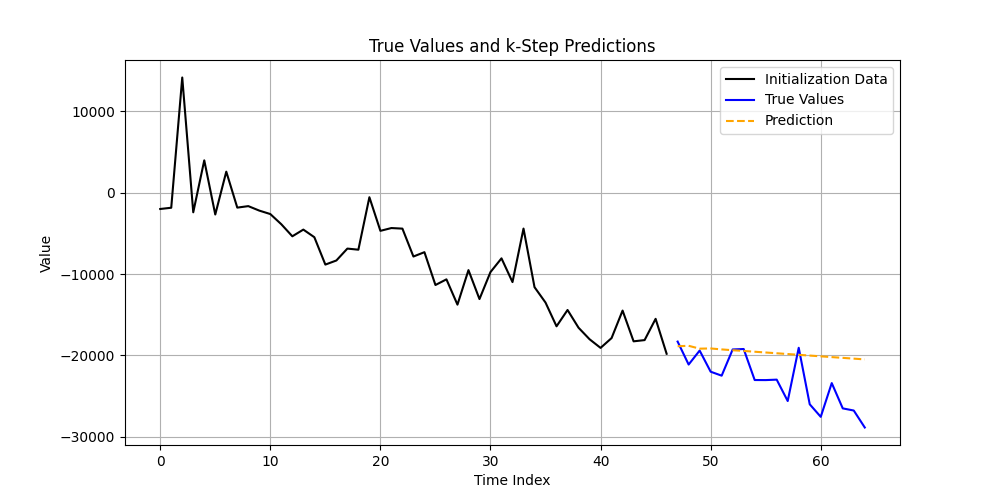 True Values and k-Step Predictions
Initialization Data
True Values
Prediction
10000
0
−10000
−20000
−30000
Value
0 10 20 30 40 50 60
Time Index